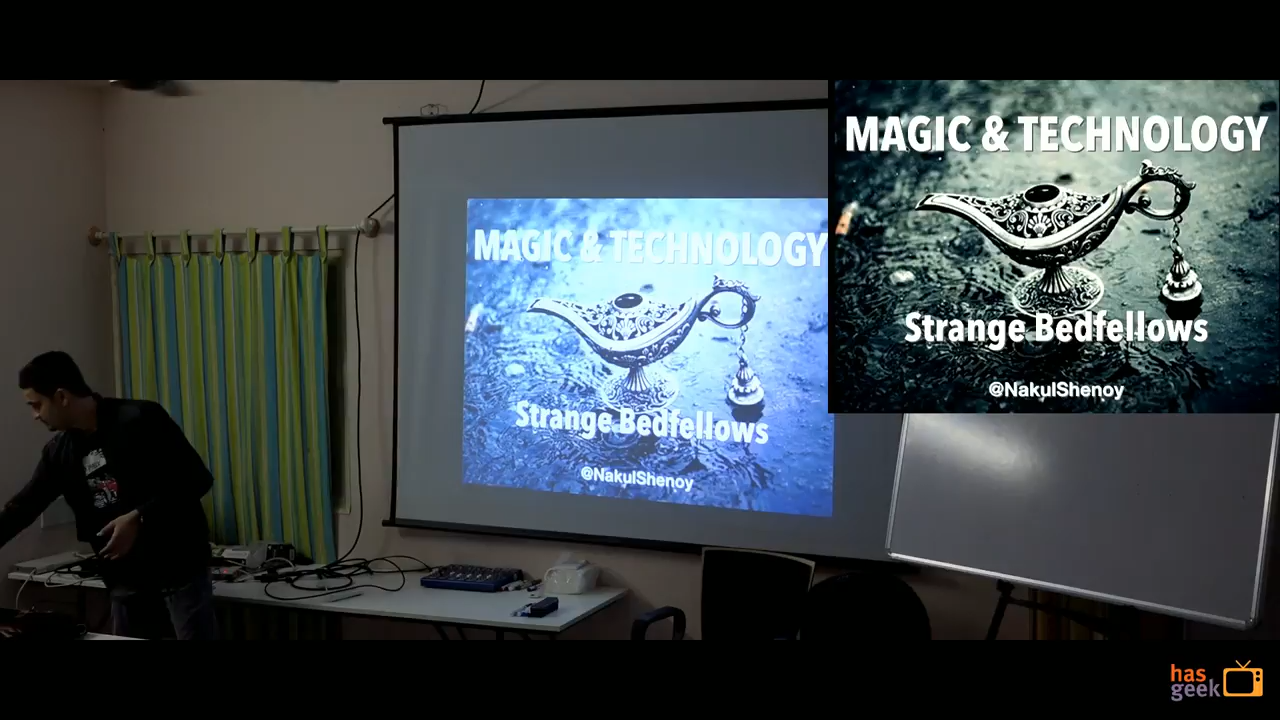 MAGIC & TECHNOLOGY
Strange Bedfellows
@NakulShenoy
MAGIC & TECHNOLOGY
Strange Bedfellows
@NakulShenoy
has
geek